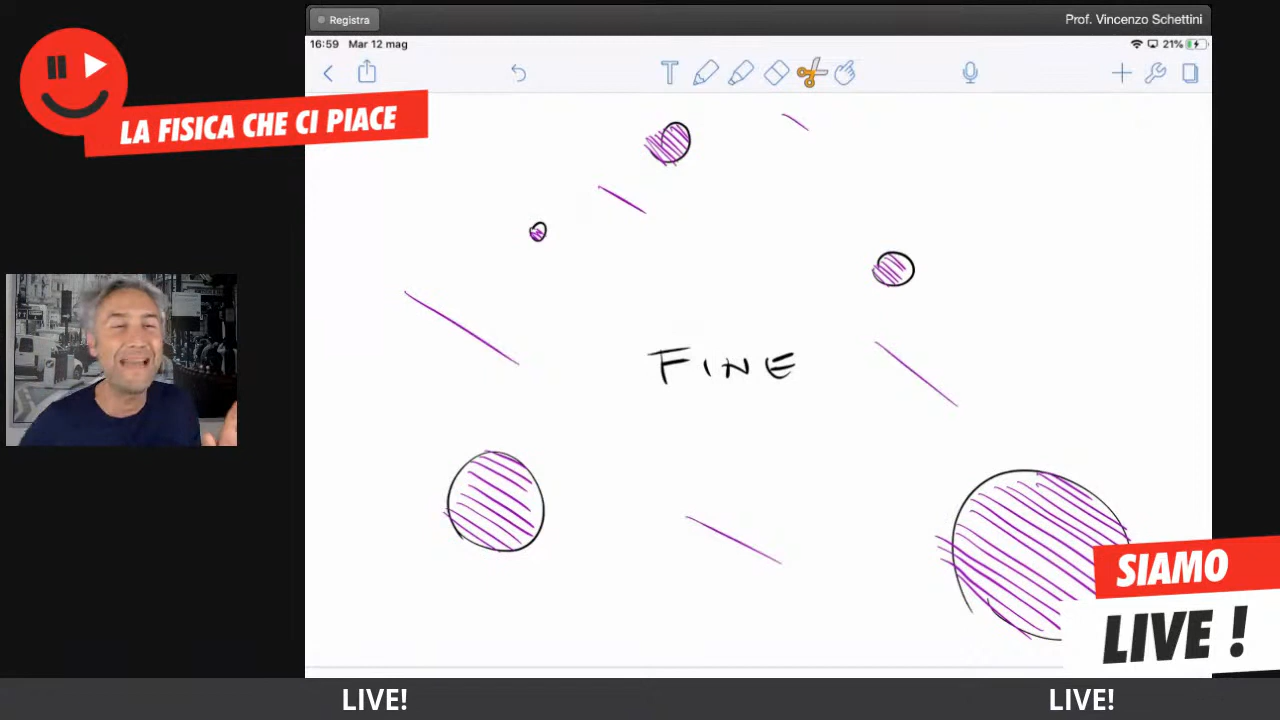 Registra
Prof. Vincenzo Schettini
16:59 Mar 12 mag
21%
T
LA FISICA CHE CI PIACE
FINE
SIAMO
LIVE !
LIVE!
LIVE!